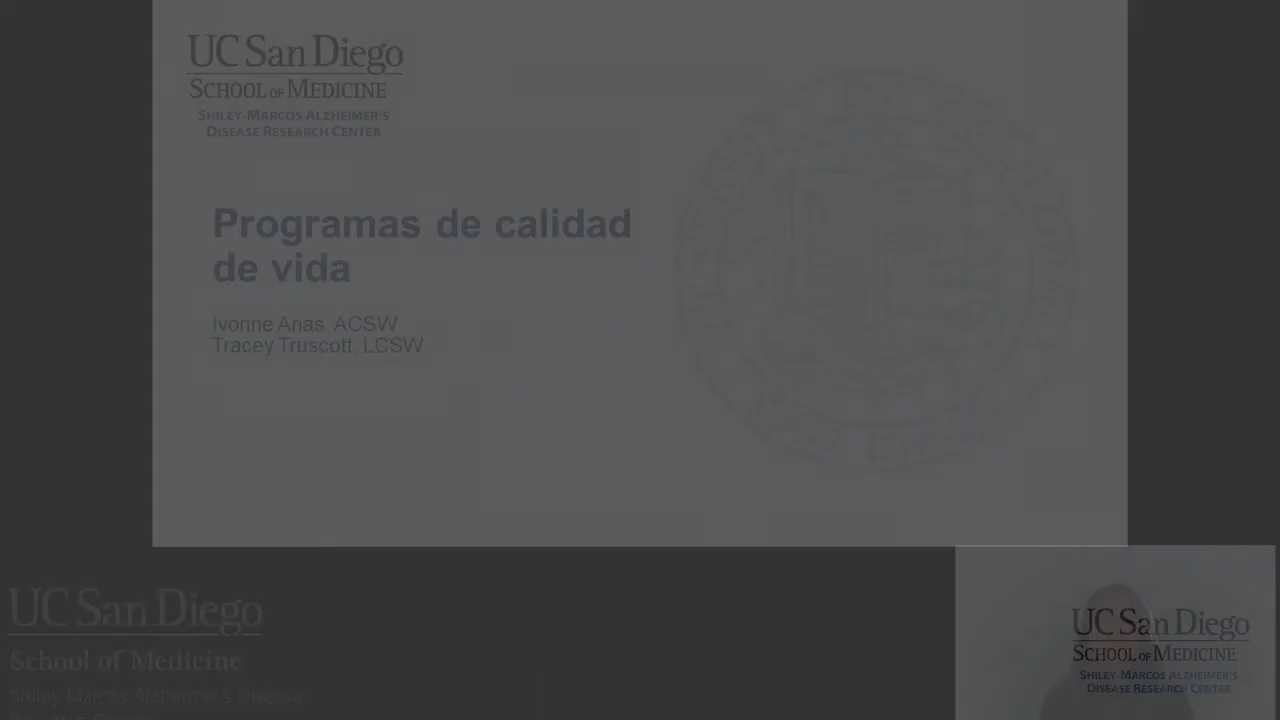 UC San Diego
SCHOOL OF MEDICINE
SHILEY-MARCOS ALZHEIMER'S
DISEASE RESEARCH CENTER
Programas de calidad
de vida
Ivonne Arias, ACSW
Tracey Truscott, LCSW
UC San Diego
School of Medicine
Shiley-Marcos Alzheimer's Disease
UC San Diego
SCHOOL OF MEDICINE
SHILEY-MARCOS ALZHEIMER'S
DISEASE RESEARCH CENTER